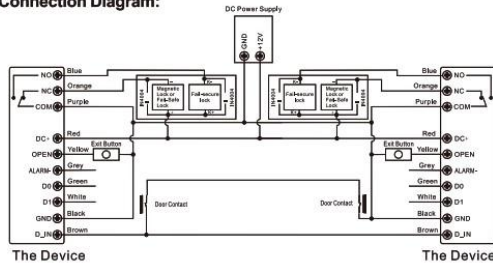 Connection Diagram:
DC Power Supply
GND
+12V
NO
Blue
NC
Orange
COM
Purple
DC+
Red
OPEN
Yellow
Exit Button
ALARM-
Grey
D0
Green
D1
White
GND
Black
D_IN
Brown
The Device
IN4004
Magnetic
Lock or
Fail-Safe
Lock
Fail-secure
lock
IN4004
Door Contact
IN4004
Fail-secure
lock
Magnetic
Lock or
Fail-Safe
Lock
IN4004
Door Contact
Blue
NO
Orange
NC
Purple
COM
Red
DC+
Exit Button
Yellow
OPEN
Grey
ALARM-
Green
D0
White
D1
Black
GND
Brown
D_IN
The Device